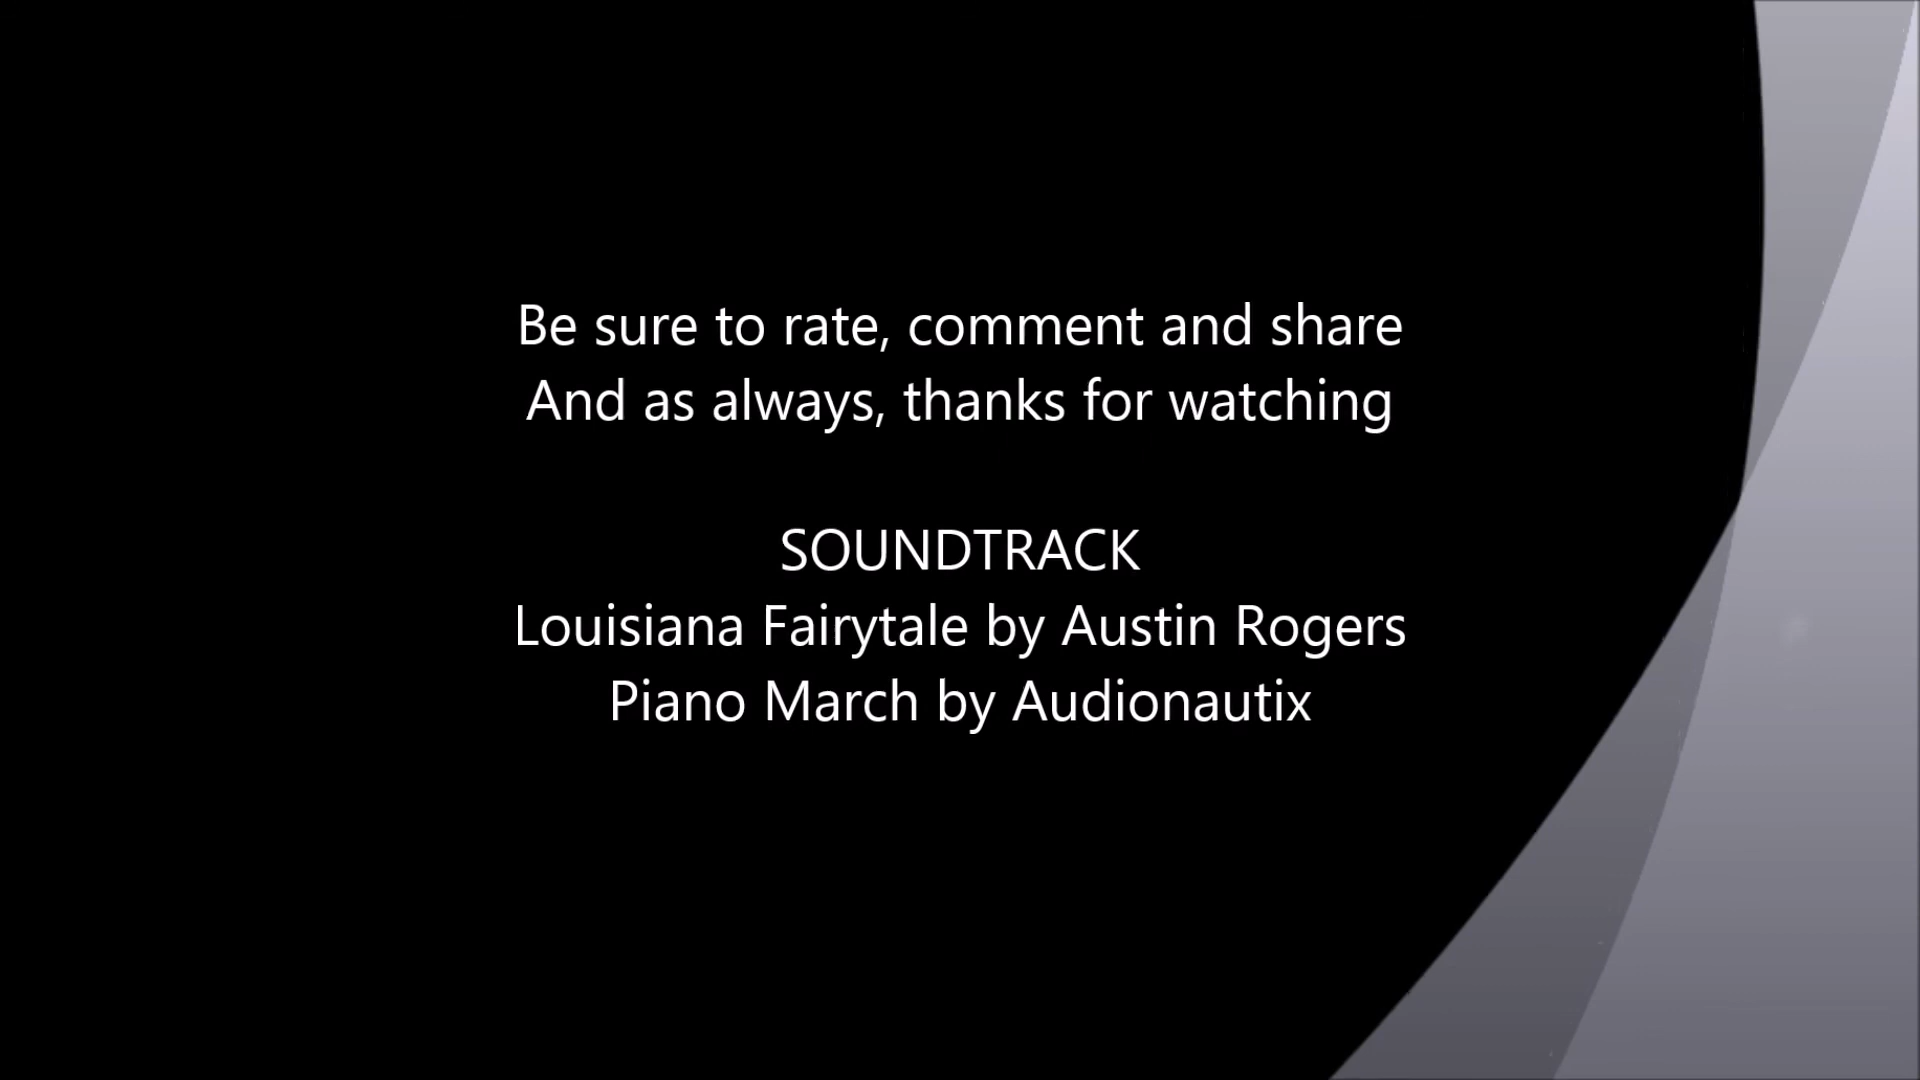 Be sure to rate, comment and share
And as always, thanks for watching
SOUNDTRACK
Louisiana Fairytale by Austin Rogers
Piano March by Audionautix